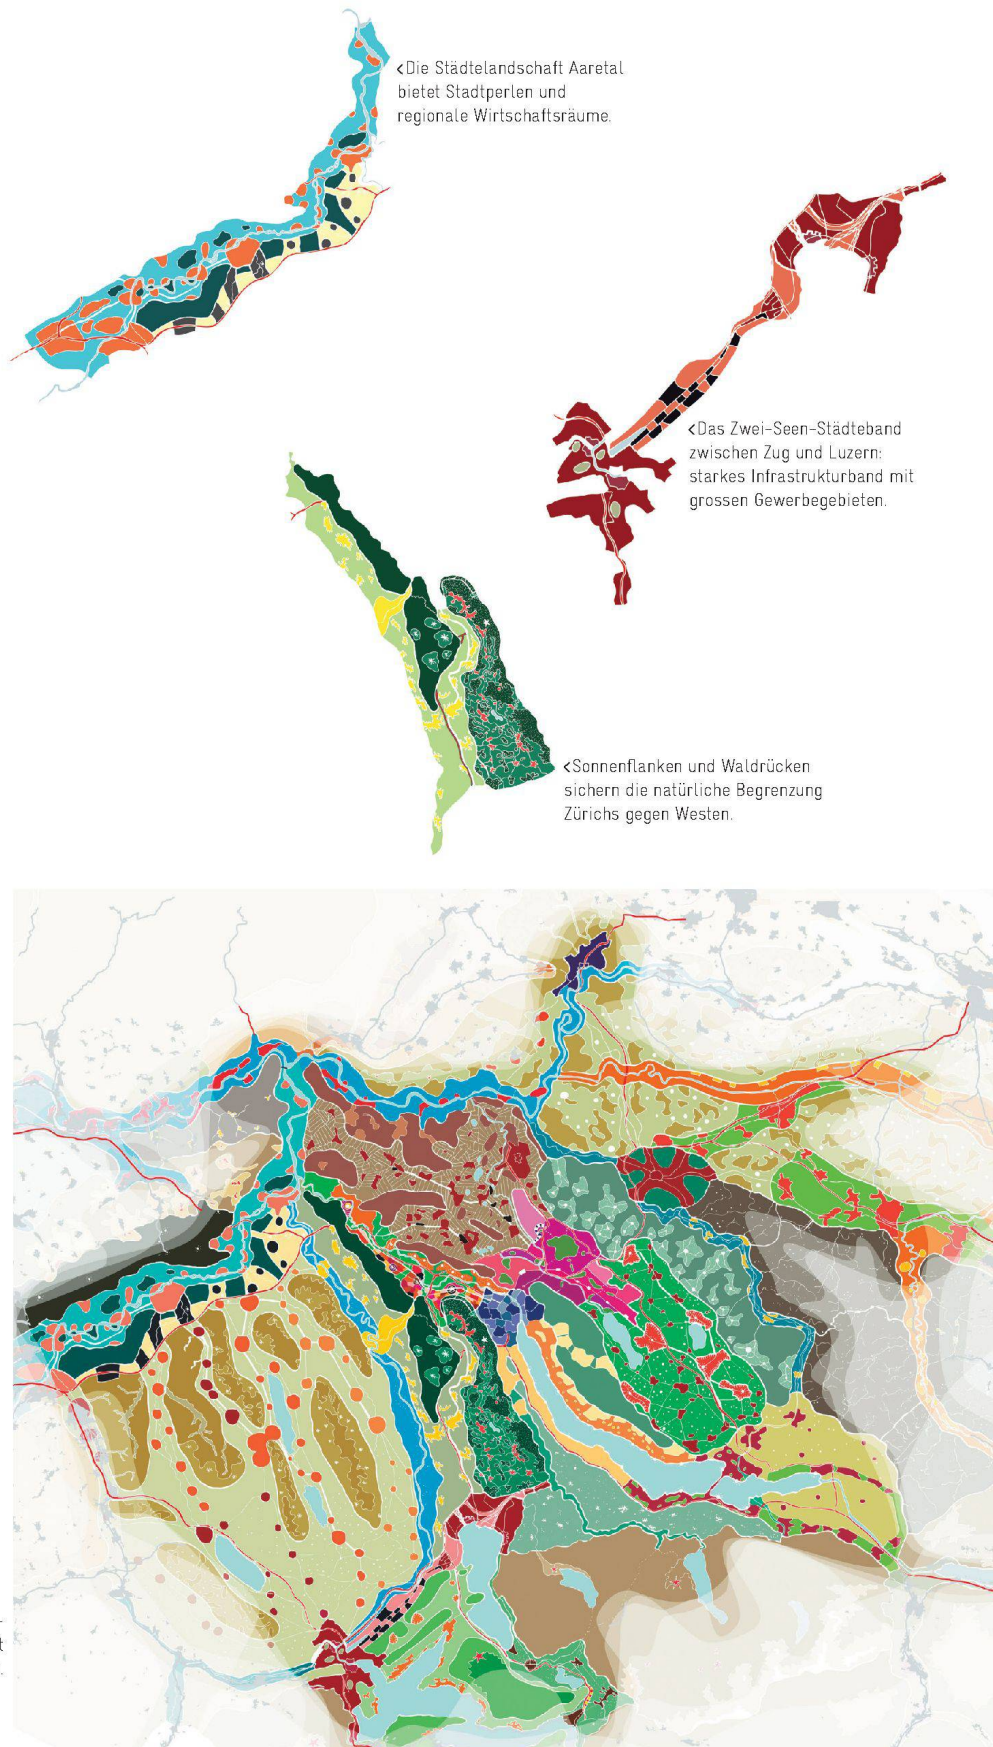 <Die Städtelandschaft Aaretal
bietet Stadtperlen und
regionale Wirtschaftsräume.
<Das Zwei-Seen-Städteband
zwischen Zug und Luzern:
starkes Infrastrukturband mit
grossen Gewerbegebieten.
<Sonnenflanken und Waldrücken
sichern die natürliche Begrenzung
Zürichs gegen Westen.